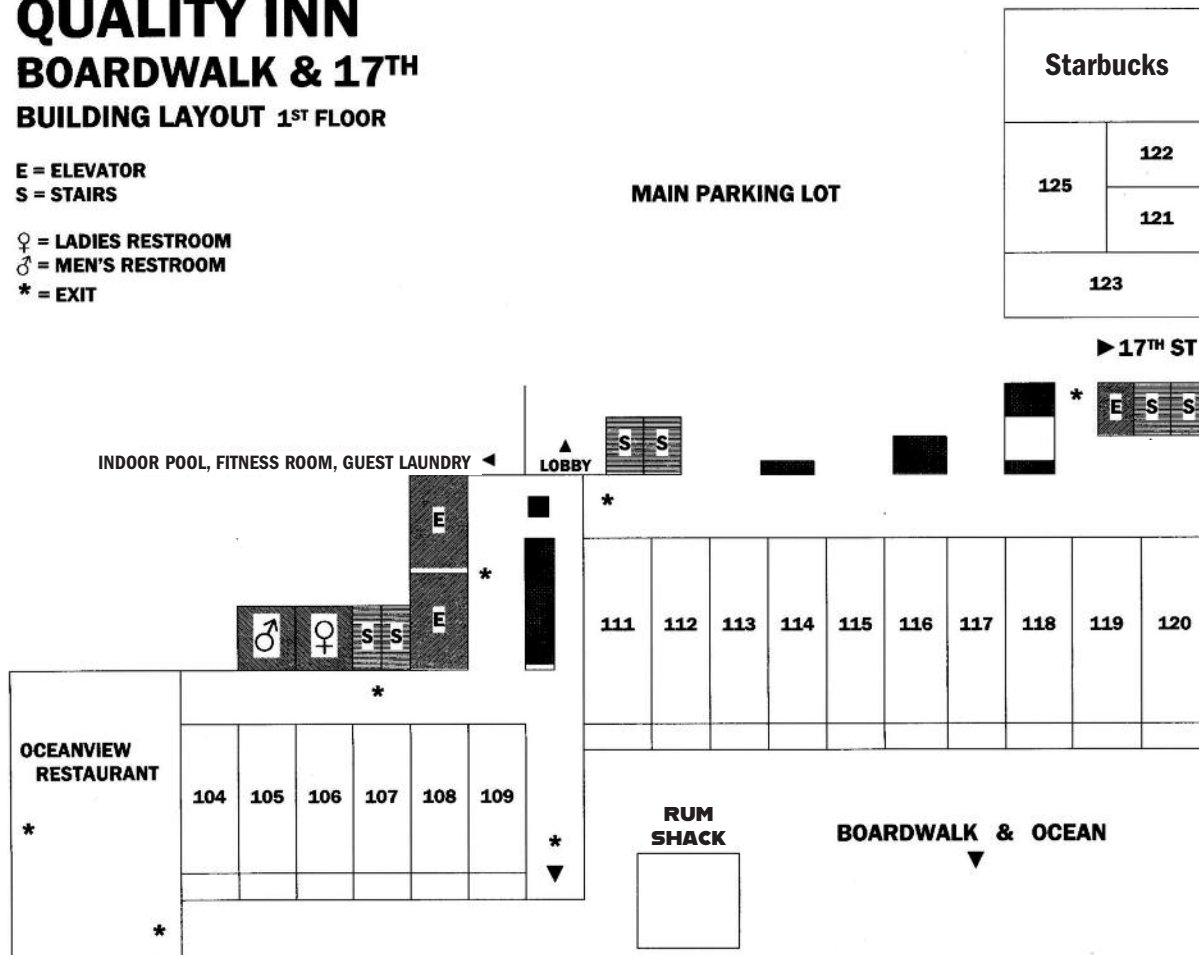 QUALITY INN
BOARDWALK & 17TH
BUILDING LAYOUT 1ST FLOOR
E = ELEVATOR
S = STAIRS
♀ = LADIES RESTROOM
♂ = MEN'S RESTROOM
* = EXIT
MAIN PARKING LOT
Starbucks
122
125
121
123
►17TH ST
* E S S
S S
INDOOR POOL, FITNESS ROOM, GUEST LAUNDRY ◄
▲
LOBBY
*
E
*
E
♂ ♀ S S
*
111 112 113 114 115 116 117 118 119 120
OCEANVIEW
RESTAURANT
*
*
104 105 106 107 108 109
*
▼
RUM
SHACK
BOARDWALK & OCEAN
▼